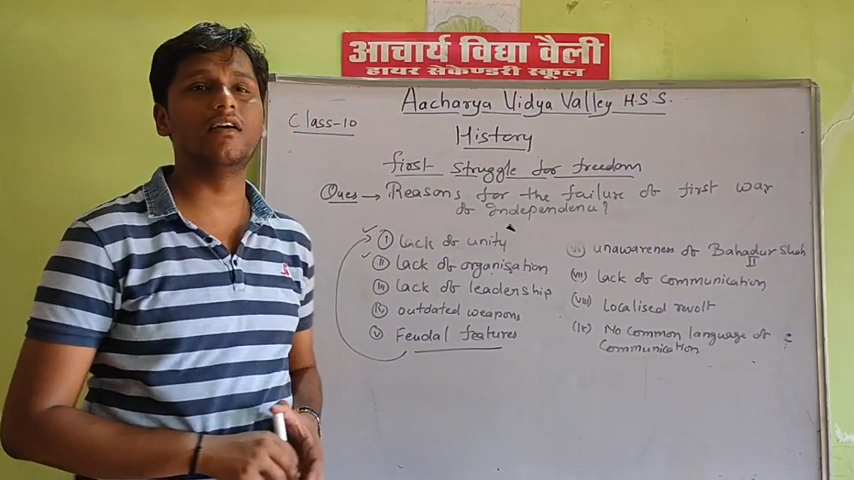 आचार्य विद्या वैली
हायर सेकेण्डरी स्कूल
Aacharya Vidya Valley H.S.S.
Class-10
History
first struggle for freedom
Ques → Reasons for the failure of first war
of independence?
(i) lack of unity
(ii) lack of organisation
(iii) lack of leadership
(iv) outdated weapons
(v) Feudal features
(vi) unawareness of Bahadur Shah
II
(vii) lack of communication
(viii) Localised revolt
(ix) No common language of
Communication